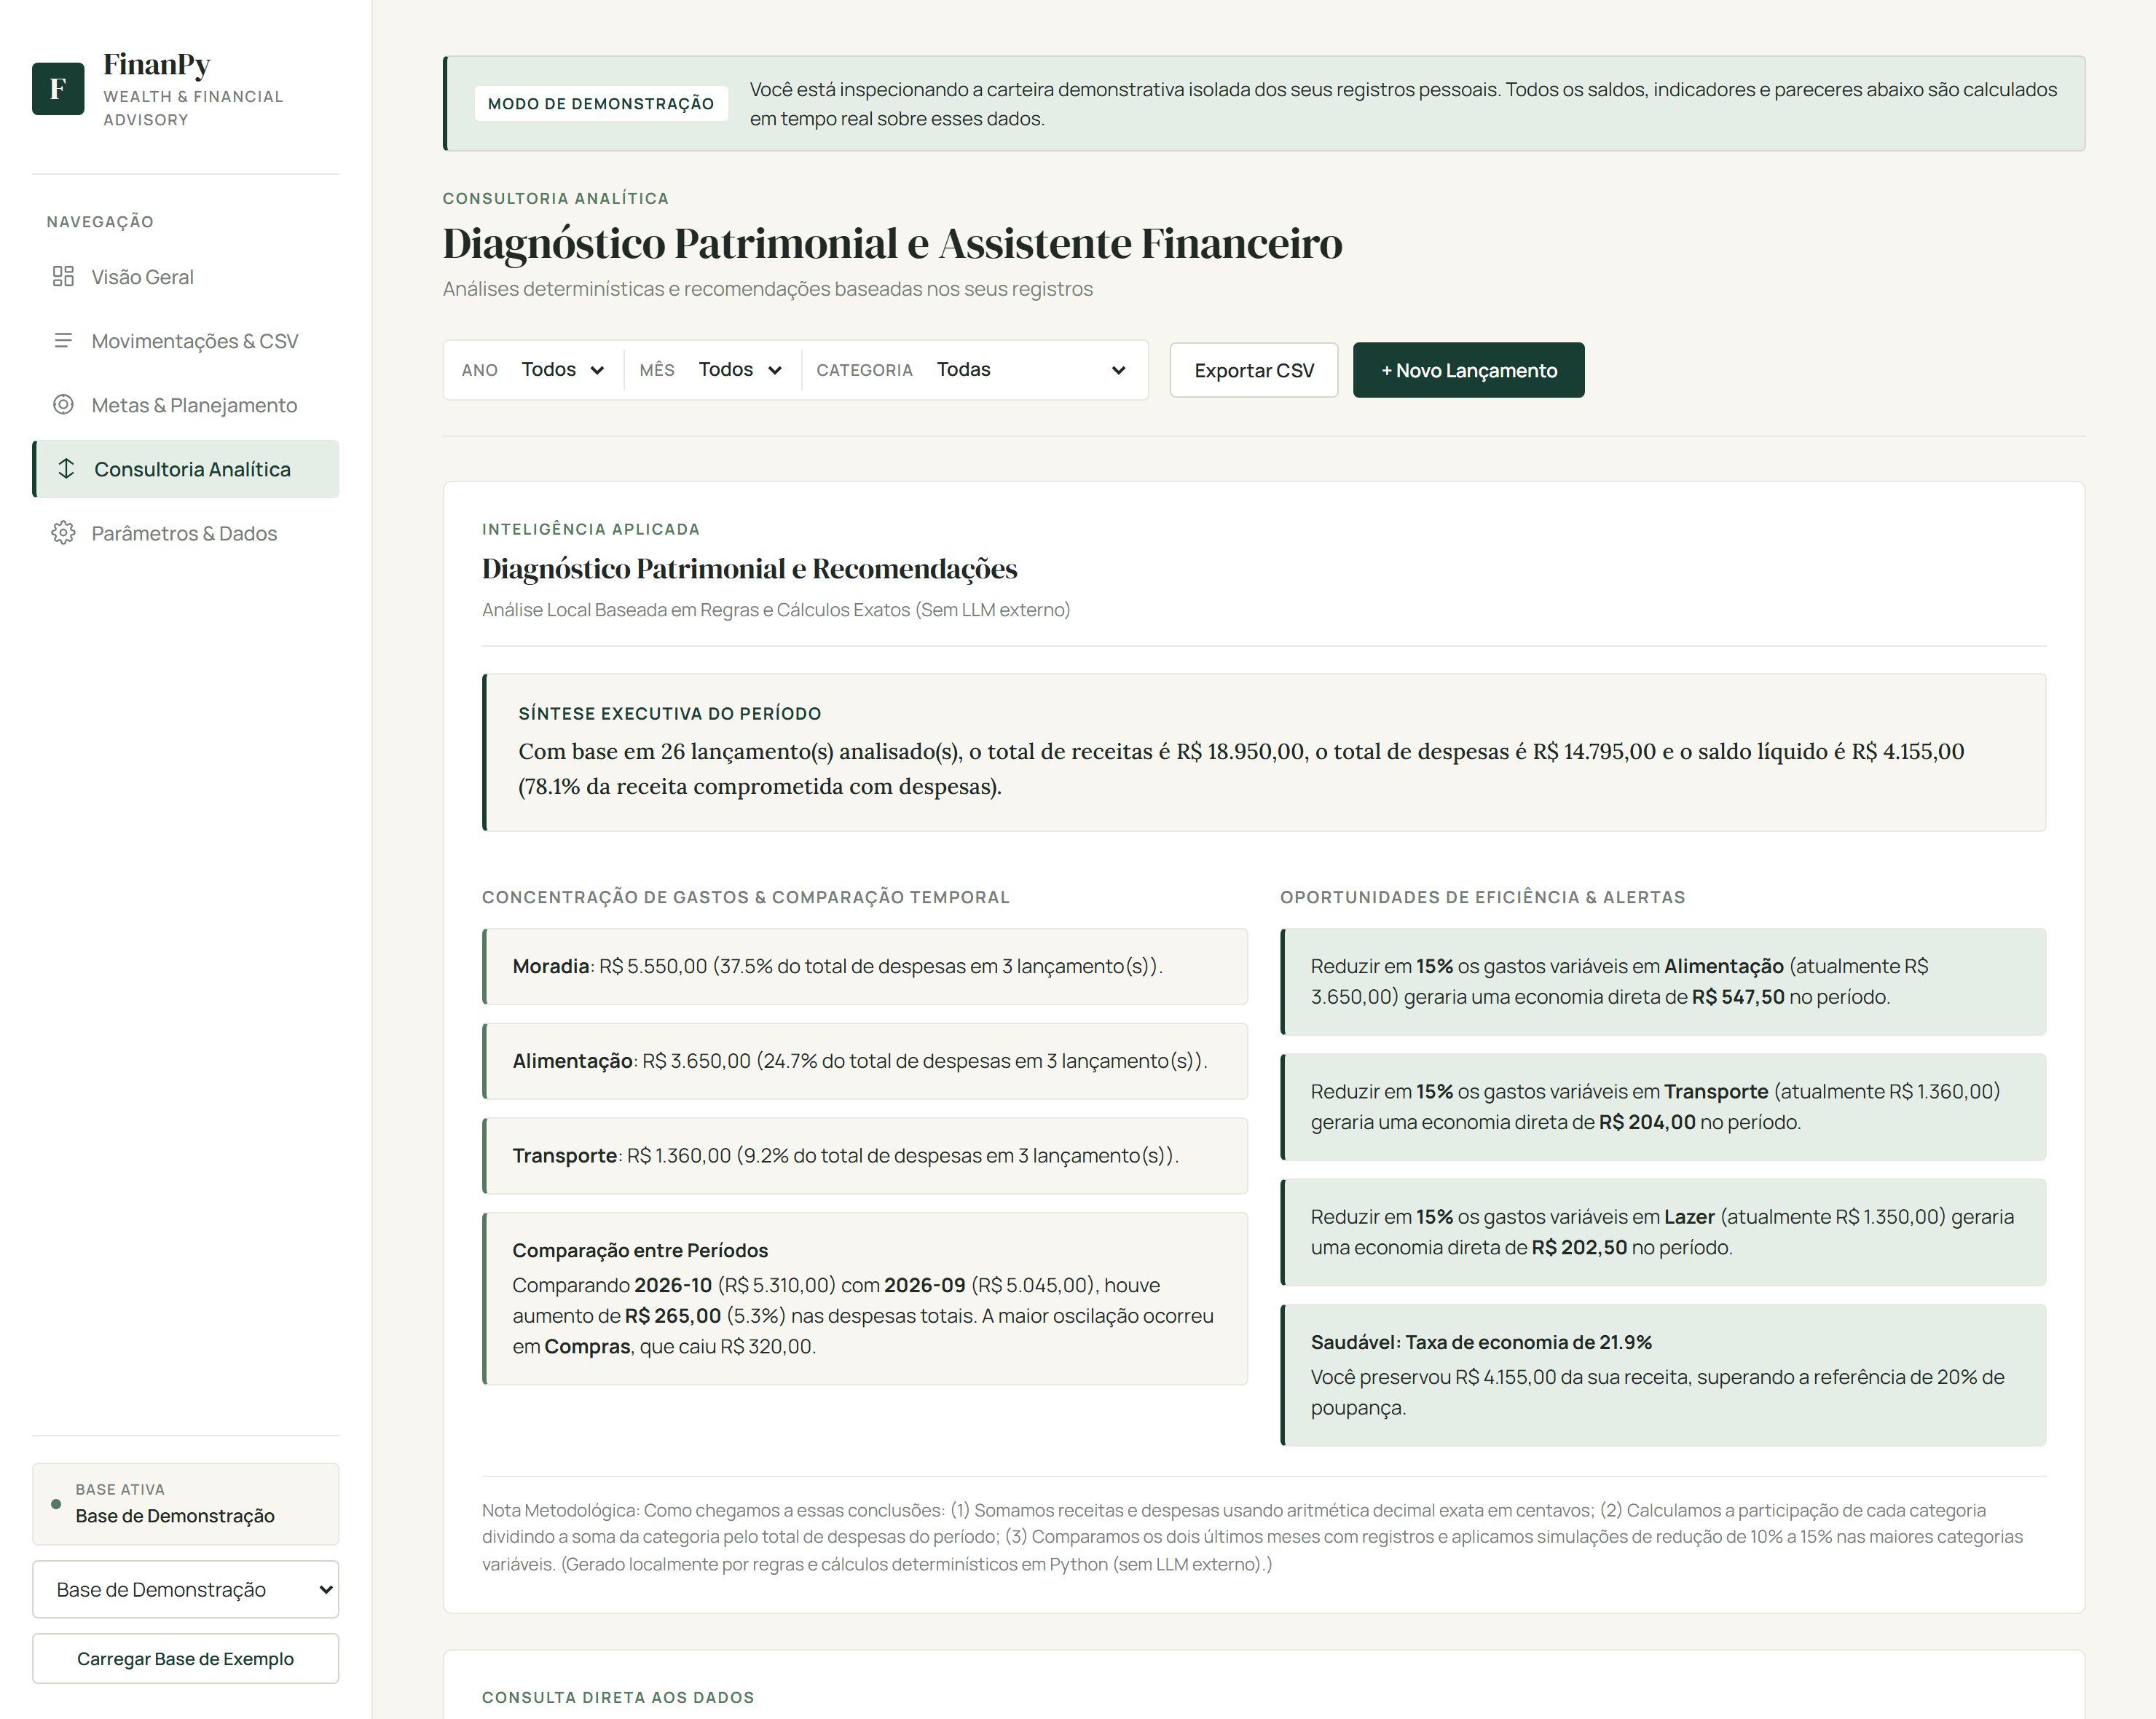 F
FinanPy
WEALTH & FINANCIAL
ADVISORY
NAVEGAÇÃO
Visão Geral
Movimentações & CSV
Metas & Planejamento
Consultoria Analítica
Parâmetros & Dados
BASE ATIVA
Base de Demonstração
Base de Demonstração
Carregar Base de Exemplo
MODO DE DEMONSTRAÇÃO
Você está inspecionando a carteira demonstrativa isolada dos seus registros pessoais. Todos os saldos, indicadores e pareceres abaixo são calculados
em tempo real sobre esses dados.
CONSULTORIA ANALÍTICA
Diagnóstico Patrimonial e Assistente Financeiro
Análises determinísticas e recomendações baseadas nos seus registros
ANO Todos MÊS Todos CATEGORIA Todas Exportar CSV + Novo Lançamento
INTELIGÊNCIA APLICADA
Diagnóstico Patrimonial e Recomendações
Análise Local Baseada em Regras e Cálculos Exatos (Sem LLM externo)
SÍNTESE EXECUTIVA DO PERÍODO
Com base em 26 lançamento(s) analisado(s), o total de receitas é R$ 18.950,00, o total de despesas é R$ 14.795,00 e o saldo líquido é R$ 4.155,00
(78.1% da receita comprometida com despesas).
CONCENTRAÇÃO DE GASTOS & COMPARAÇÃO TEMPORAL
Moradia: R$ 5.550,00 (37.5% do total de despesas em 3 lançamento(s)).
Alimentação: R$ 3.650,00 (24.7% do total de despesas em 3 lançamento(s)).
Transporte: R$ 1.360,00 (9.2% do total de despesas em 3 lançamento(s)).
Comparação entre Períodos
Comparando 2026-10 (R$ 5.310,00) com 2026-09 (R$ 5.045,00), houve
aumento de R$ 265,00 (5.3%) nas despesas totais. A maior oscilação ocorreu
em Compras, que caiu R$ 320,00.
OPORTUNIDADES DE EFICIÊNCIA & ALERTAS
Reduzir em 15% os gastos variáveis em Alimentação (atualmente R$
3.650,00) geraria uma economia direta de R$ 547,50 no período.
Reduzir em 15% os gastos variáveis em Transporte (atualmente R$ 1.360,00)
geraria uma economia direta de R$ 204,00 no período.
Reduzir em 15% os gastos variáveis em Lazer (atualmente R$ 1.350,00) geraria
uma economia direta de R$ 202,50 no período.
Saudável: Taxa de economia de 21.9%
Você preservou R$ 4.155,00 da sua receita, superando a referência de 20% de
poupança.
Nota Metodológica: Como chegamos a essas conclusões: (1) Somamos receitas e despesas usando aritmética decimal exata em centavos; (2) Calculamos a participação de cada categoria
dividindo a soma da categoria pelo total de despesas do período; (3) Comparamos os dois últimos meses com registros e aplicamos simulações de redução de 10% a 15% nas maiores categorias
variáveis. (Gerado localmente por regras e cálculos determinísticos em Python (sem LLM externo).)
CONSULTA DIRETA AOS DADOS